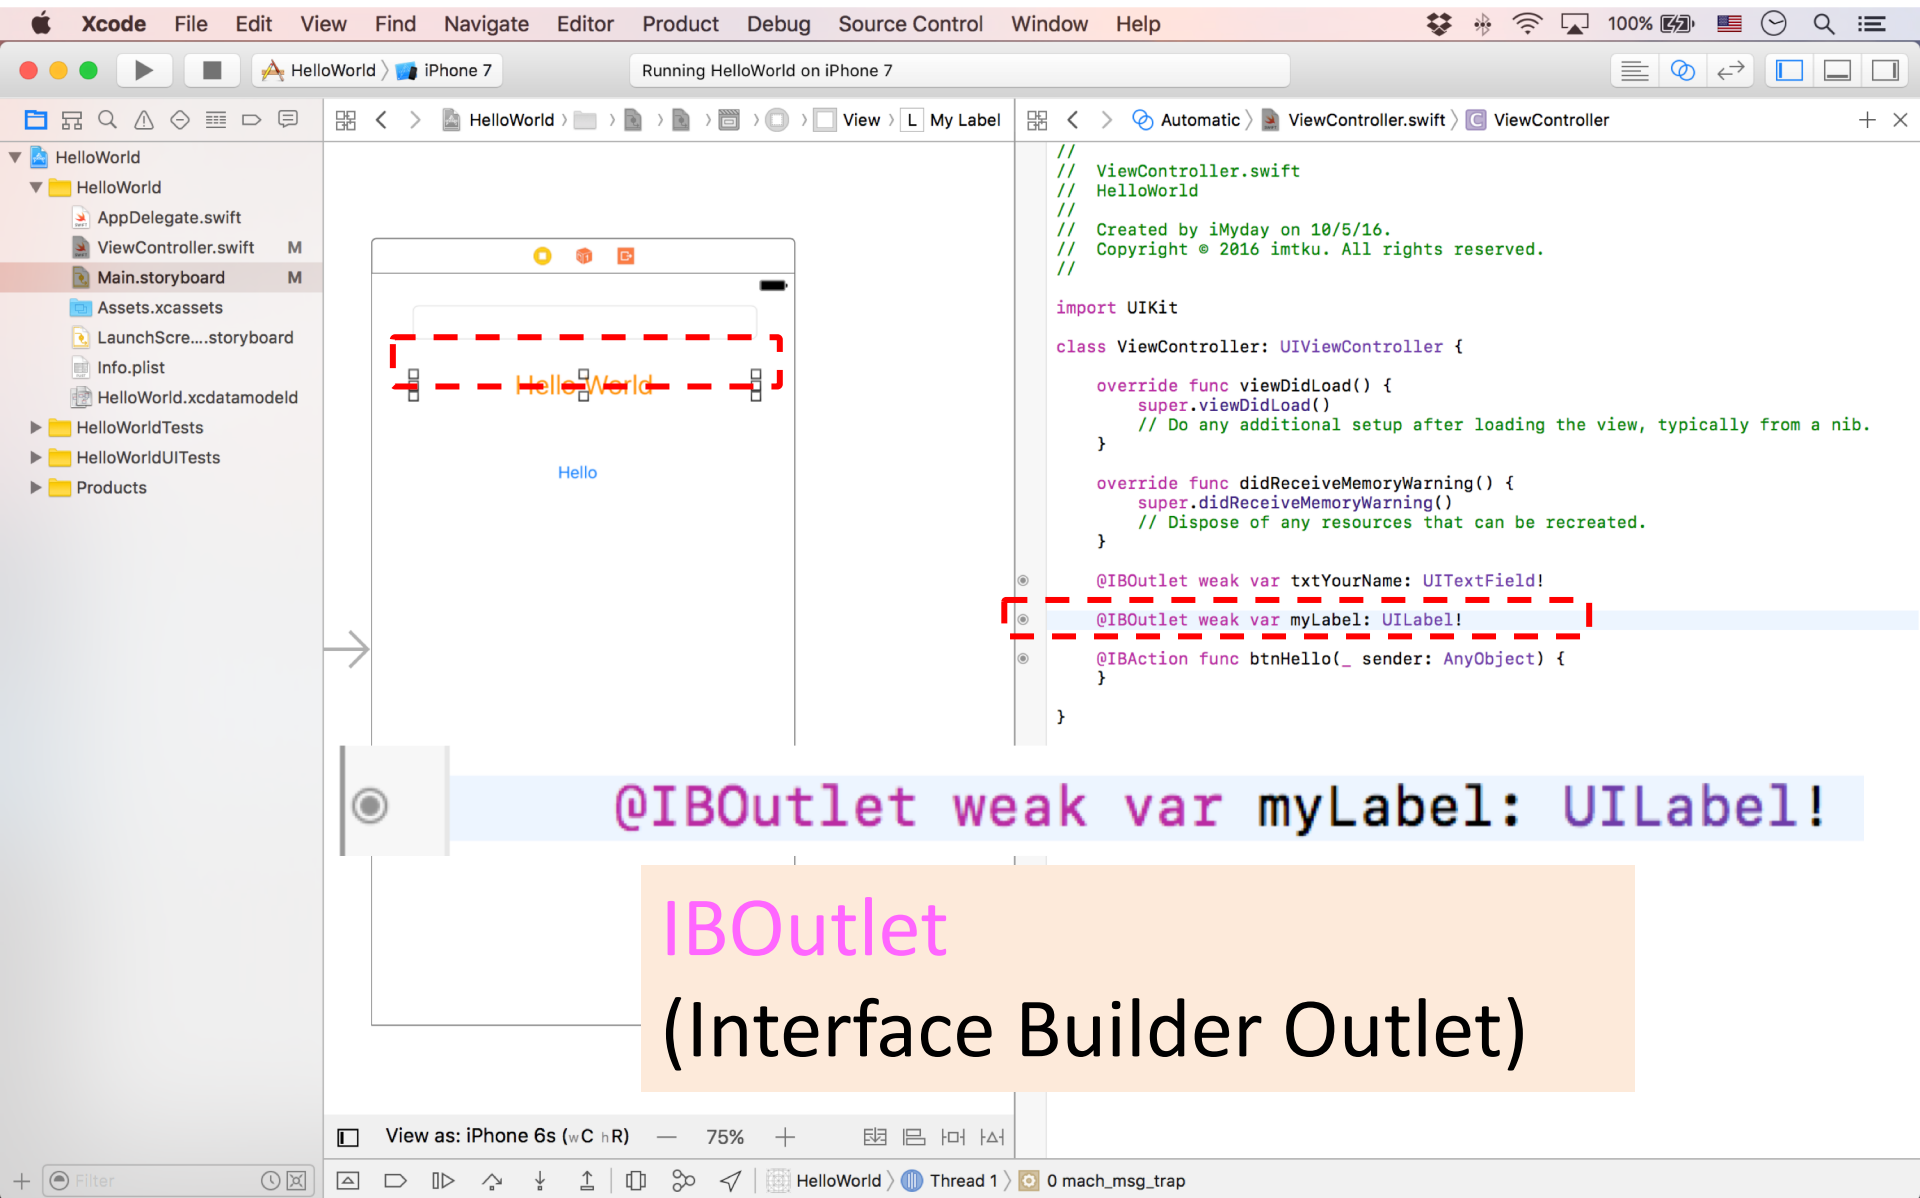 Xcode File Edit View Find Navigate Editor Product Debug Source Control Window Help 100%
HelloWorld iPhone 7 Running HelloWorld on iPhone 7
HelloWorld View L My Label
Automatic ViewController.swift C ViewController
HelloWorld
HelloWorld
AppDelegate.swift
ViewController.swift M
Main.storyboard M
Assets.xcassets
LaunchScre....storyboard
Info.plist
HelloWorld.xcdatamodeld
HelloWorldTests
HelloWorldUITests
Products
Hello World
Hello
//
// ViewController.swift
// HelloWorld
//
// Created by iMyday on 10/5/16.
// Copyright © 2016 imtku. All rights reserved.
//
import UIKit
class ViewController: UIViewController {
override func viewDidLoad() {
super.viewDidLoad()
// Do any additional setup after loading the view, typically from a nib.
}
override func didReceiveMemoryWarning() {
super.didReceiveMemoryWarning()
// Dispose of any resources that can be recreated.
}
@IBOutlet weak var txtYourName: UITextField!
@IBOutlet weak var myLabel: UILabel!
@IBAction func btnHello(_ sender: AnyObject) {
}
}
@IBOutlet weak var myLabel: UILabel!
IBOutlet
(Interface Builder Outlet)
View as: iPhone 6s (wC hR) — 75% +
Filter
HelloWorld Thread 1 0 mach_msg_trap